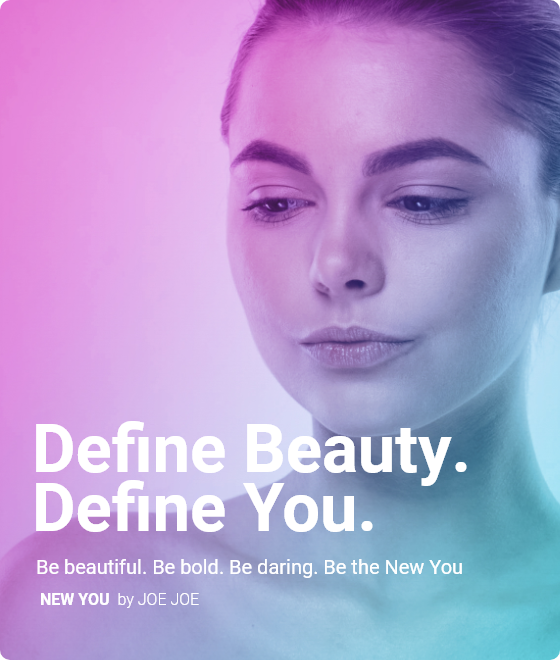 Define Beauty.
Define You.
Be beautiful. Be bold. Be daring. Be the New You
NEW YOU by JOE JOE